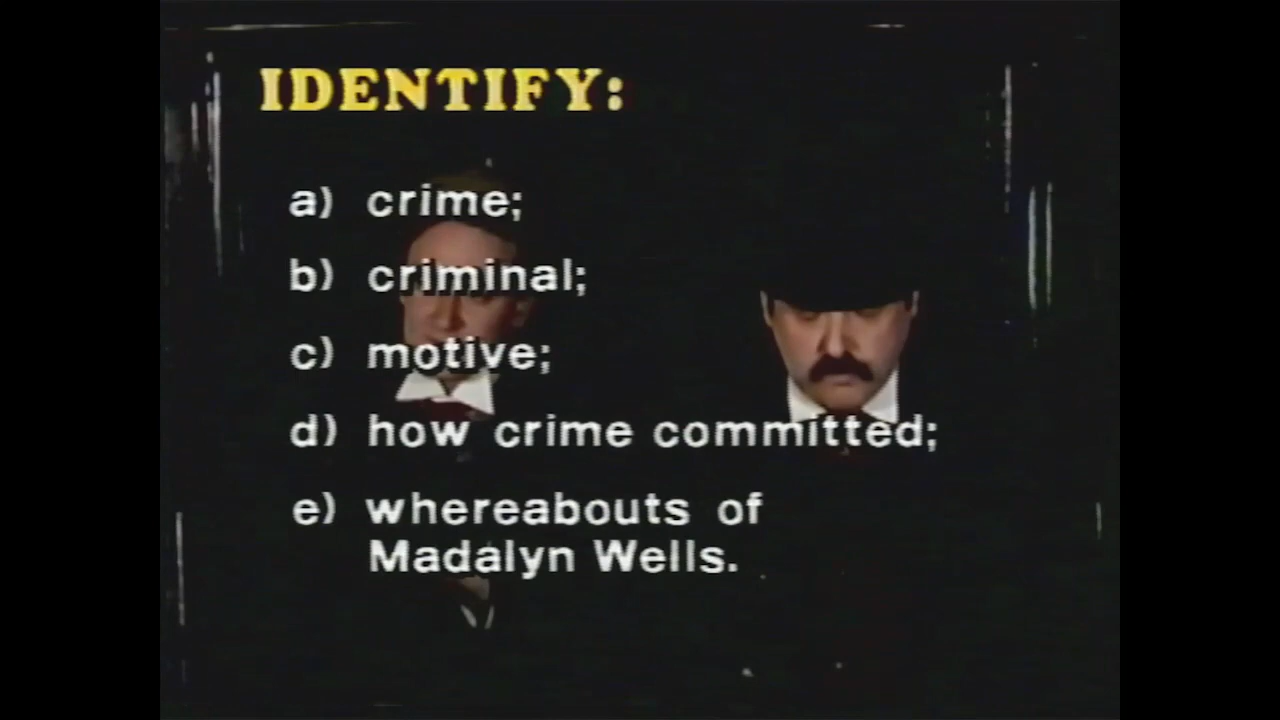 IDENTIFY:
a) crime;
b) criminal;
c) motive;
d) how crime committed;
e) whereabouts of
Madalyn Wells.